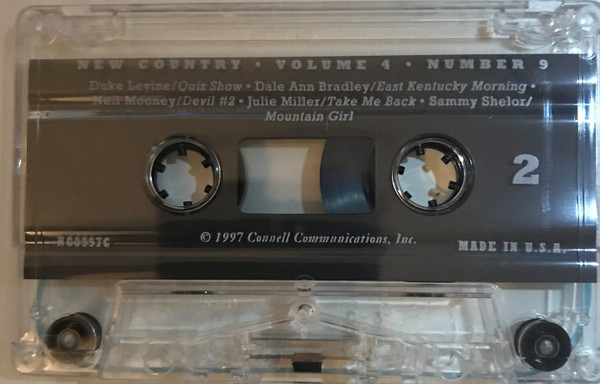 NEW COUNTRY • VOLUME 4 • NUMBER 9
Duke Levine/Quiz Show • Dale Ann Bradley/East Kentucky Morning •
Neil Mooney/Devil #2 • Julie Miller/Take Me Back • Sammy Shelor/
Mountain Girl
2
© 1997 Connell Communications, Inc.
NC0997C
MADE IN U.S.A.